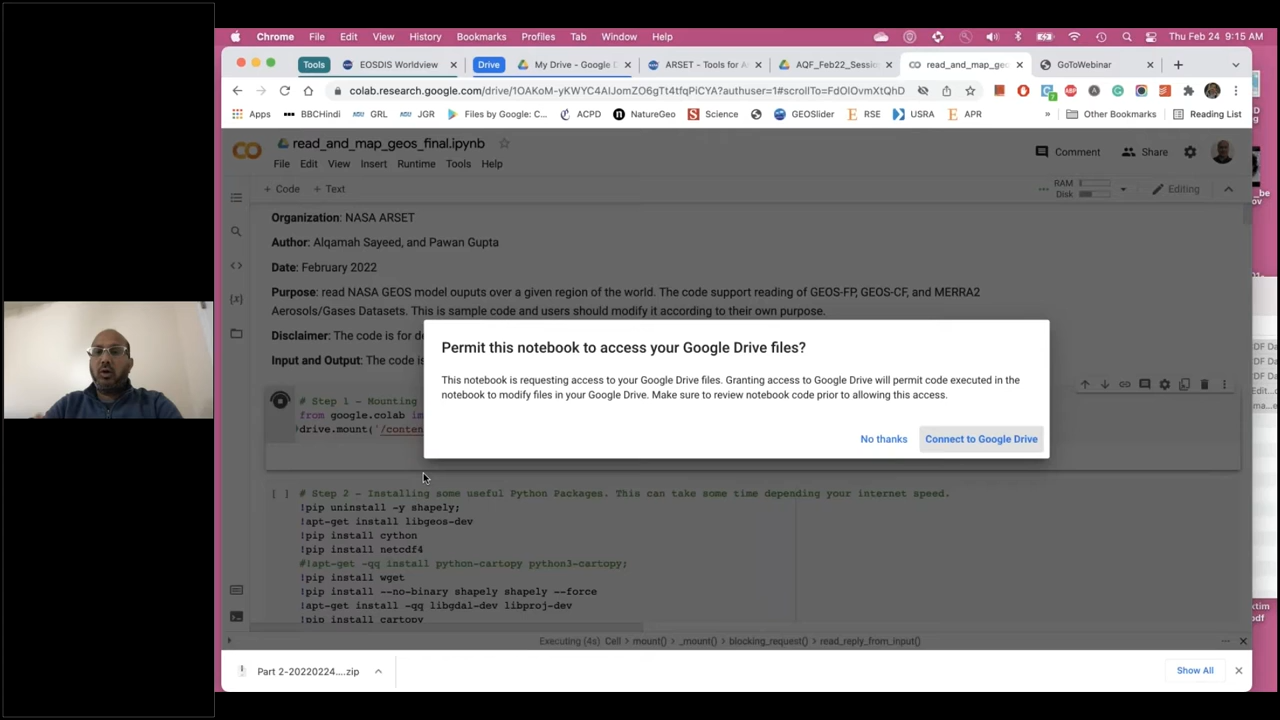 Chrome File Edit View History Bookmarks Profiles Tab Window Help Thu Feb 24 9:15 AM
Tools EOSDIS Worldview Drive My Drive - Google D ARSET - Tools for A AQF_Feb22_Sessio read_and_map_geo GoToWebinar
colab.research.google.com/drive/1OAKoM-yKWYC4AIJomZO6gTt4tfqPiCYA?authuser=1#scrollTo=FdOlOvmXtQhD
Apps BBCHindi GRL JGR Files by Google: C... ACPD NatureGeo Science GEOSlider RSE USRA APR » Other Bookmarks Reading List
read_and_map_geos_final.ipynb
Comment Share
File Edit View Insert Runtime Tools Help
+ Code + Text
RAM
Disk
Editing
Organization: NASA ARSET
Author: Alqamah Sayeed, and Pawan Gupta
Date: February 2022
Purpose: read NASA GEOS model ouputs over a given region of the world. The code support reading of GEOS-FP, GEOS-CF, and MERRA2
Aerosols/Gases Datasets. This is sample code and users should modify it according to their own purpose.
Disclaimer: The code is for de
Input and Output: The code is
Permit this notebook to access your Google Drive files?
This notebook is requesting access to your Google Drive files. Granting access to Google Drive will permit code executed in the
notebook to modify files in your Google Drive. Make sure to review notebook code prior to allowing this access.
No thanks Connect to Google Drive
# Step 1 - Mounting
from google.colab im
drive.mount('/conten
[ ] # Step 2 - Installing some useful Python Packages. This can take some time depending your internet speed.
!pip uninstall -y shapely;
!apt-get install libgeos-dev
!pip install cython
!pip install netcdf4
#!apt-get -qq install python-cartopy python3-cartopy;
!pip install wget
!pip install --no-binary shapely shapely --force
!apt-get install -qq libgdal-dev libproj-dev
!pip install cartopy
Executing (4s) Cell > mount() > _mount() > blocking_request() > read_reply_from_input()
Part 2-20220224....zip
Show All